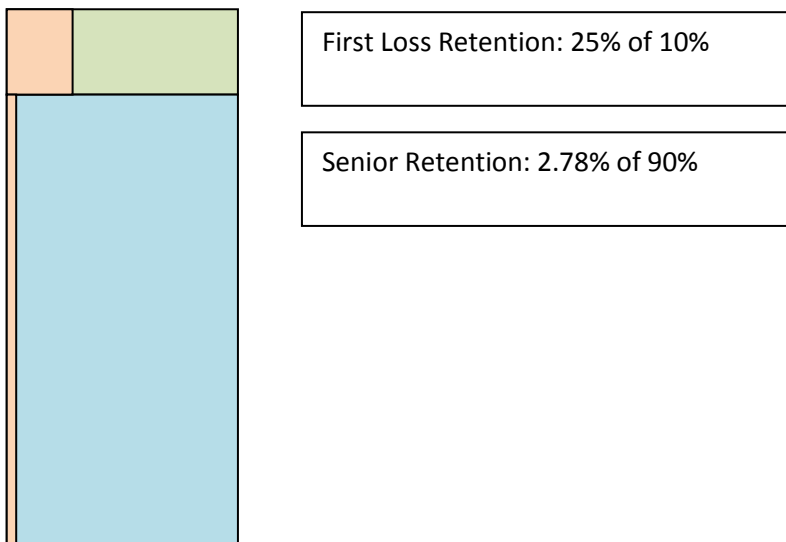 First Loss Retention: 25% of 10%
Senior Retention: 2.78% of 90%